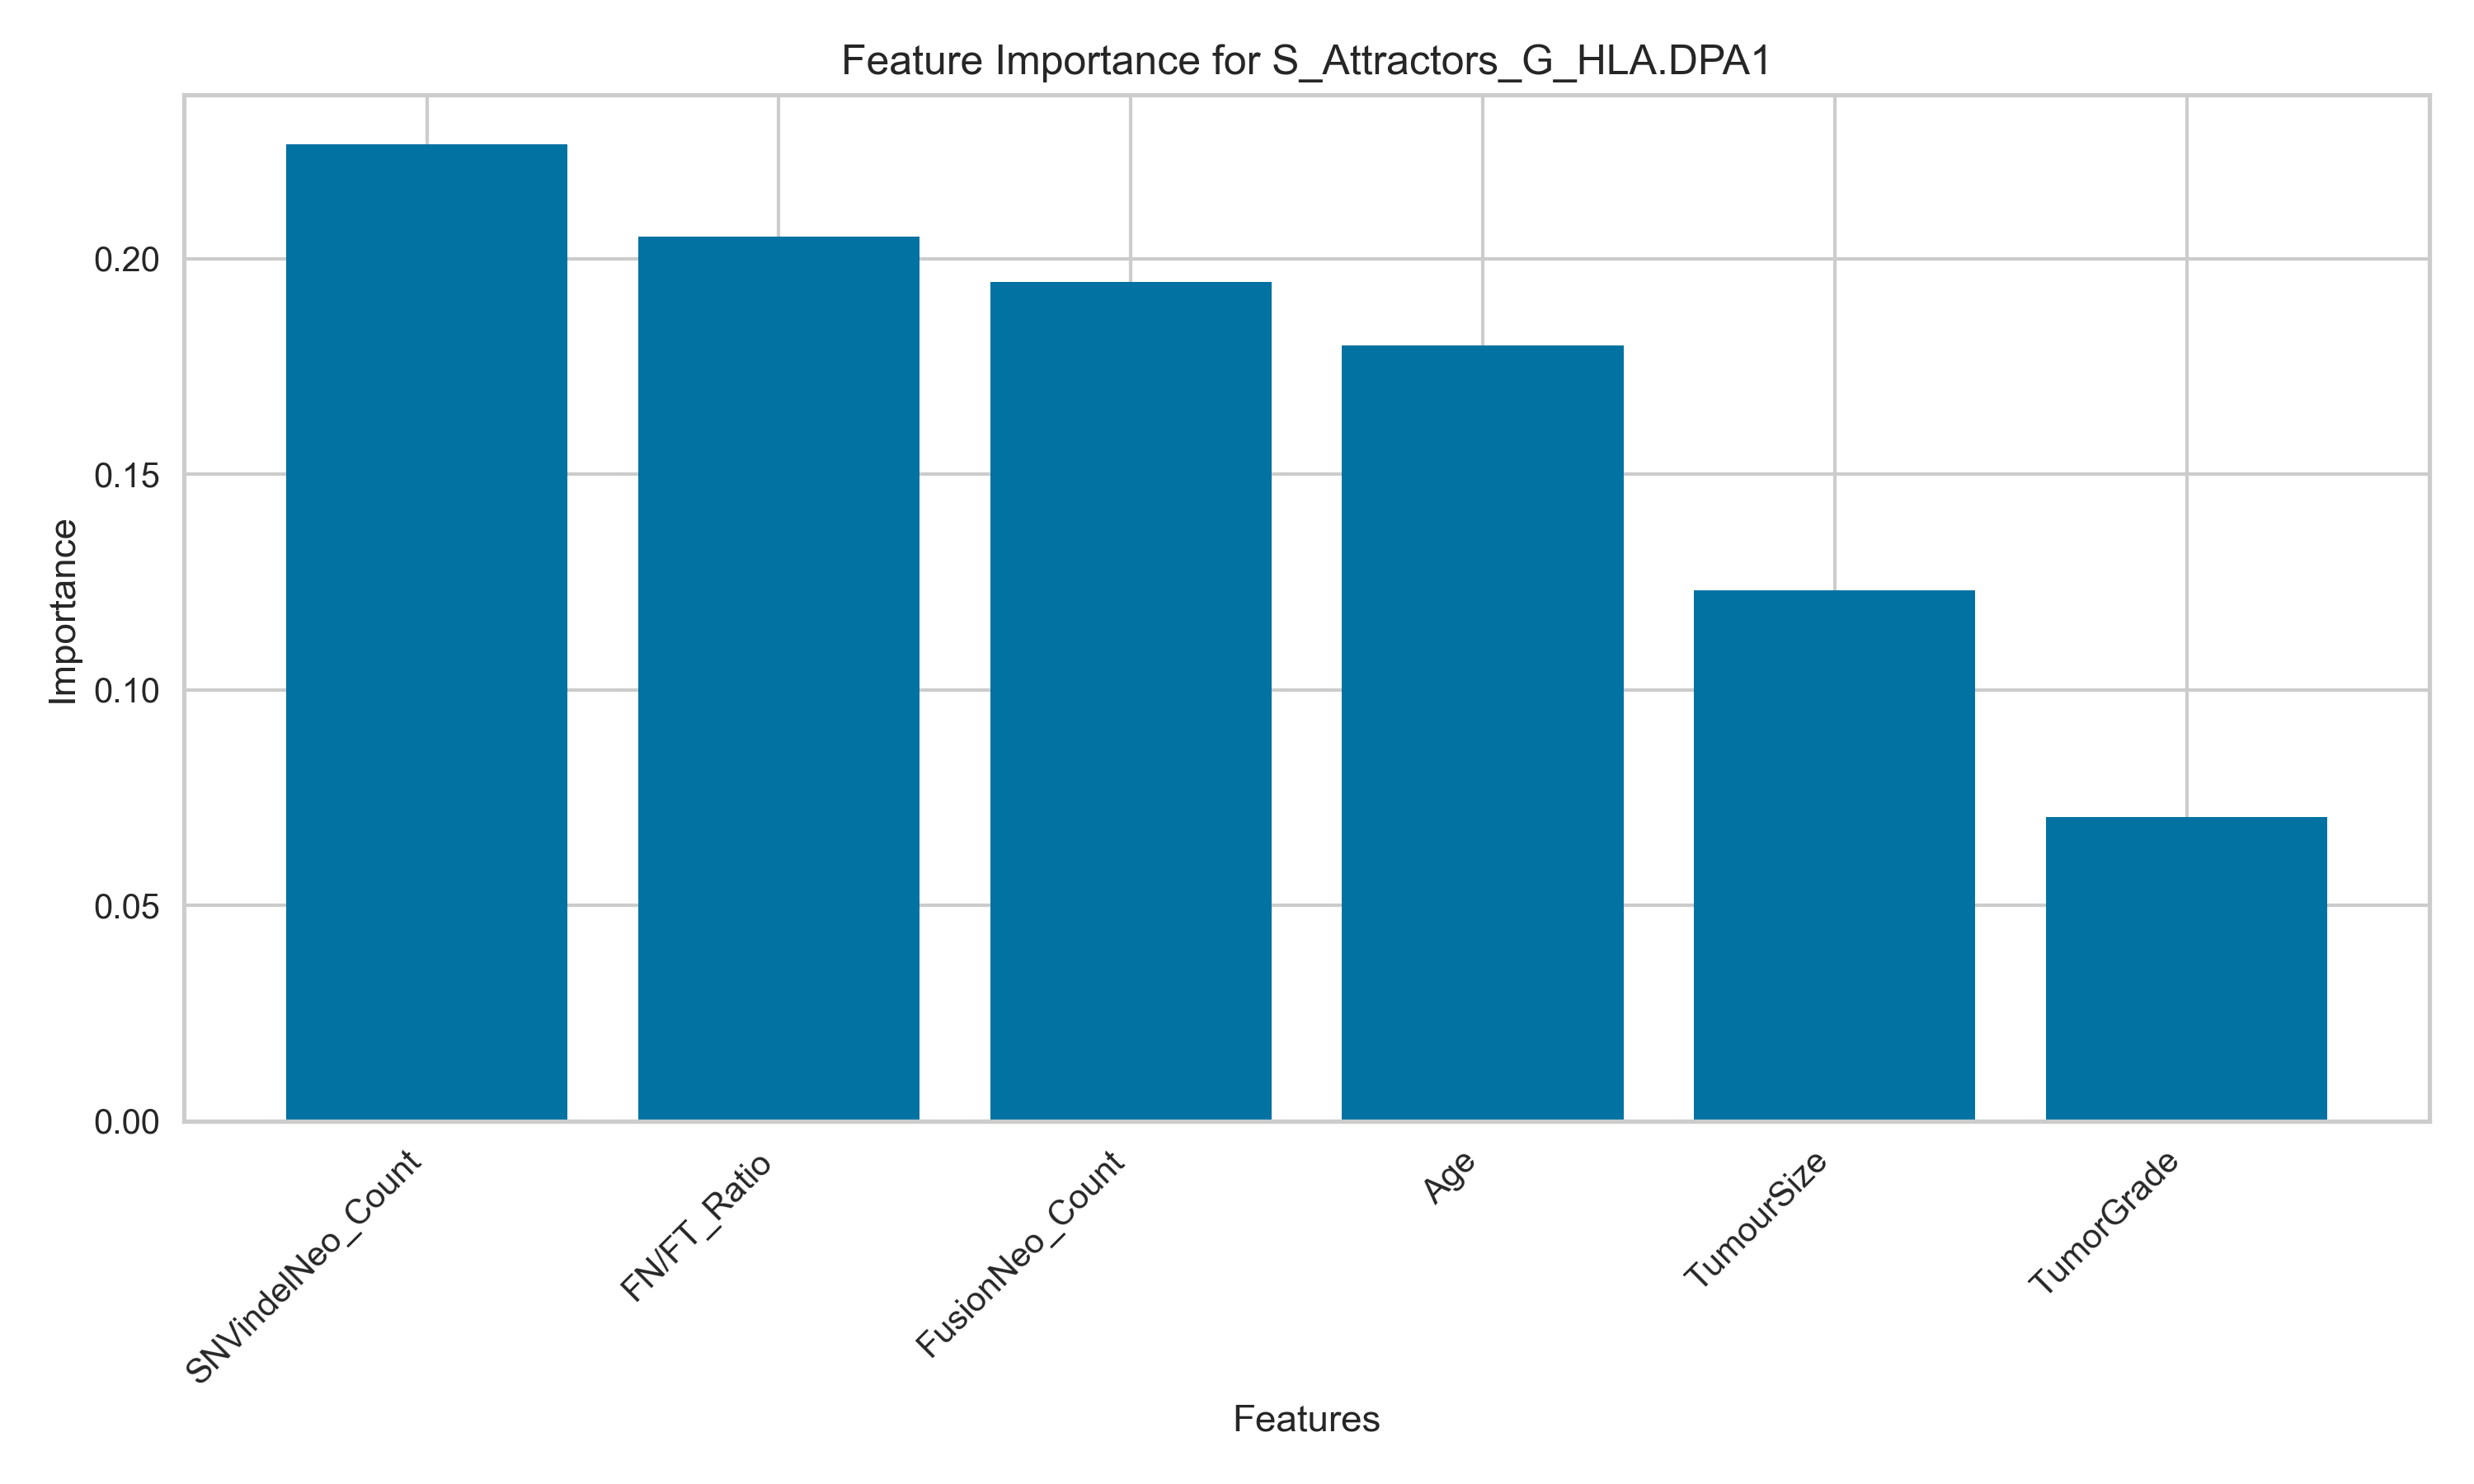 Feature Importance for S_Attractors_G_HLA.DPA1
Importance
0.20
0.15
0.10
0.05
0.00
SNVindelNeo_Count
FN/FT_Ratio
FusionNeo_Count
Age
TumourSize
TumorGrade
Features